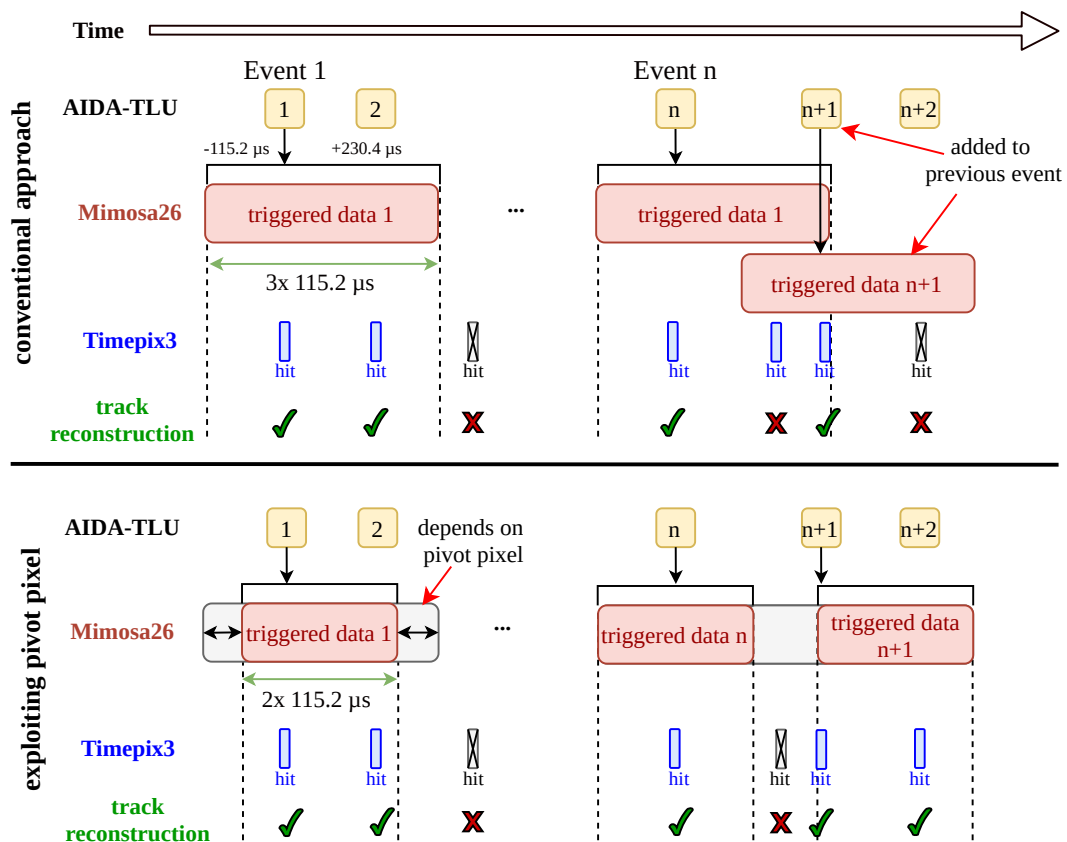 Time
Event 1
Event n
conventional approach
AIDA-TLU
1
2
n
n+1
n+2
-115.2 µs
+230.4 µs
added to
previous event
Mimosa26
triggered data 1
...
triggered data 1
3x 115.2 µs
triggered data n+1
Timepix3
hit
hit
hit
hit
hit
hit
hit
track
reconstruction
exploiting pivot pixel
AIDA-TLU
1
2
depends on
pivot pixel
n
n+1
n+2
Mimosa26
triggered data 1
...
triggered data n
triggered data
n+1
2x 115.2 µs
Timepix3
hit
hit
hit
hit
hit
hit
hit
track
reconstruction